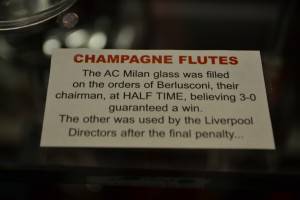 CHAMPAGNE FLUTES
The AC Milan glass was filled
on the orders of Berlusconi, their
chairman, at HALF TIME, believing 3-0
guaranteed a win.
The other was used by the Liverpool
Directors after the final penalty...